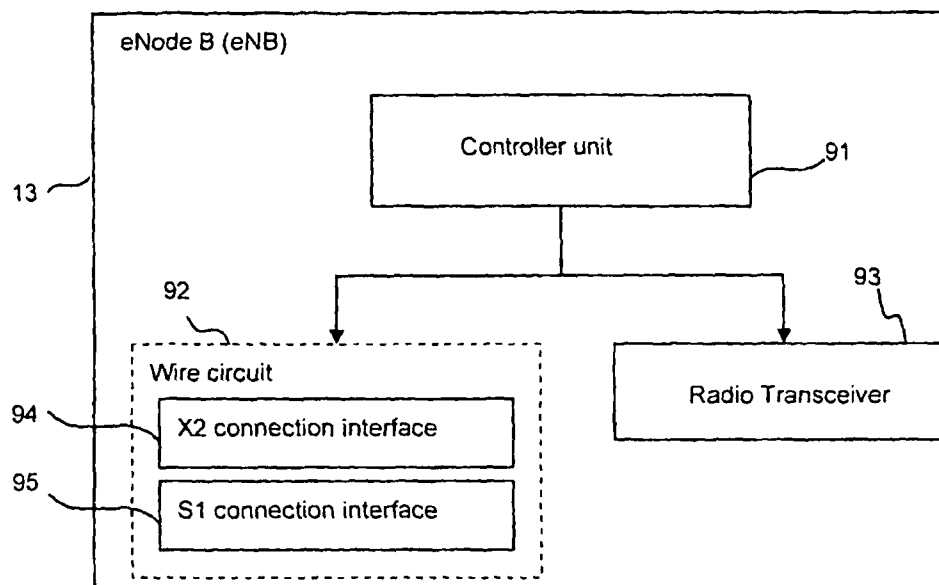 eNode B (eNB)
Controller unit
91
13
92
93
Wire circuit
Radio Transceiver
94
X2 connection interface
95
S1 connection interface